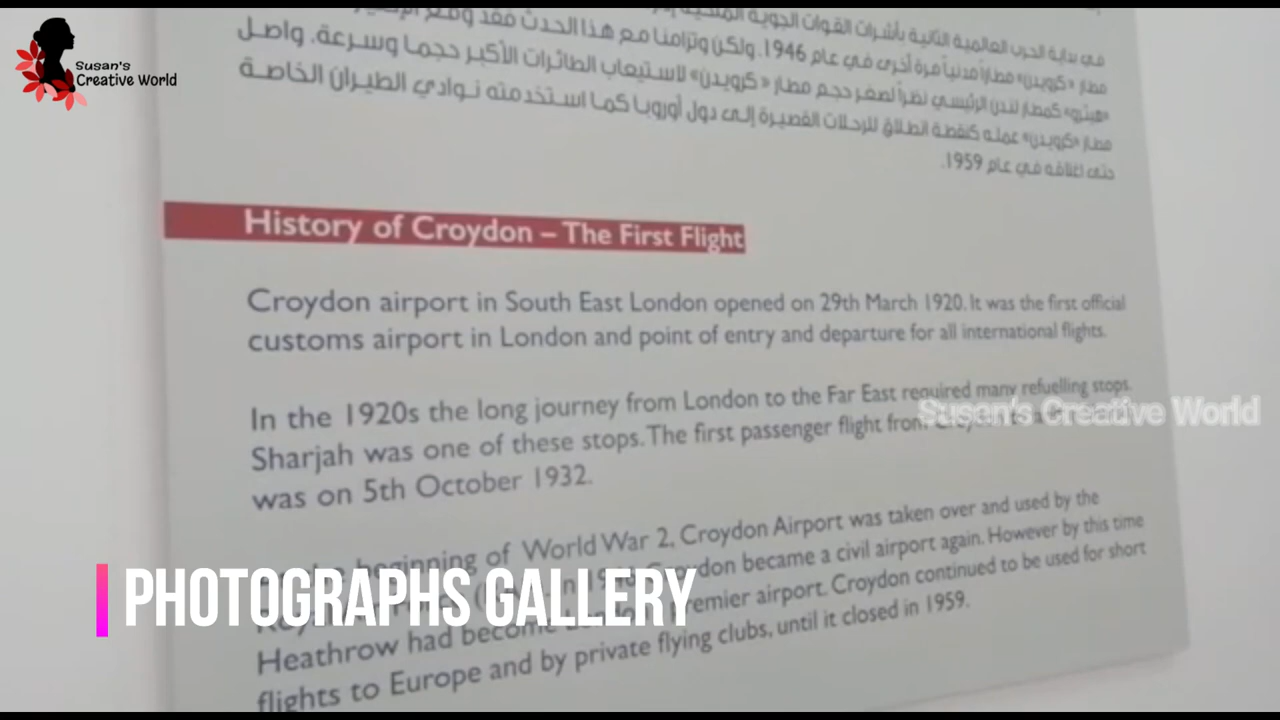 Susan's
Creative World
في بداية الحرب العالمية الثانية بأشرات القوات الجوية الملكية
مطار «كرويدن» مطاراً مدنياً مرة أخرى في عام 1946. ولكن وتزامنا مع هذا الحدث فقد وقع
«هيثرو» كمطار لندن الرئيسي نظراً لصغر حجم مطار «كرويدن» لاستيعاب الطائرات الأكبر حجما وسرعة. واصل
مطار «كرويدن» عمله كنقطة انطلاق للرحلات القصيرة إلى دول أوروبا كما استخدمته نوادي الطيران الخاصة
حتى اغلاقه في عام 1959.
History of Croydon – The First Flight
Croydon airport in South East London opened on 29th March 1920. It was the first official
customs airport in London and point of entry and departure for all international flights.
In the 1920s the long journey from London to the Far East required many refuelling stops.
Susan's Creative World
Sharjah was one of these stops. The first passenger flight from Croydon to
was on 5th October 1932.
beginning of World War 2, Croydon Airport was taken over and used by the
Croydon became a civil airport again. However by this time
PHOTOGRAPHS GALLERY
Heathrow had become London's premier airport. Croydon continued to be used for short
flights to Europe and by private flying clubs, until it closed in 1959.